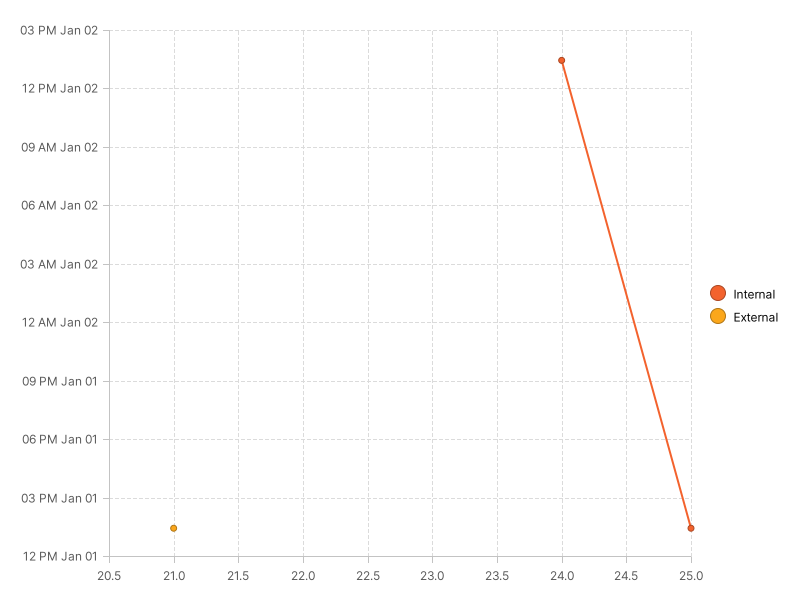 03 PM Jan 02
12 PM Jan 02
09 AM Jan 02
06 AM Jan 02
03 AM Jan 02
12 AM Jan 02
09 PM Jan 01
06 PM Jan 01
03 PM Jan 01
12 PM Jan 01
20.5 21.0 21.5 22.0 22.5 23.0 23.5 24.0 24.5 25.0
Internal
External